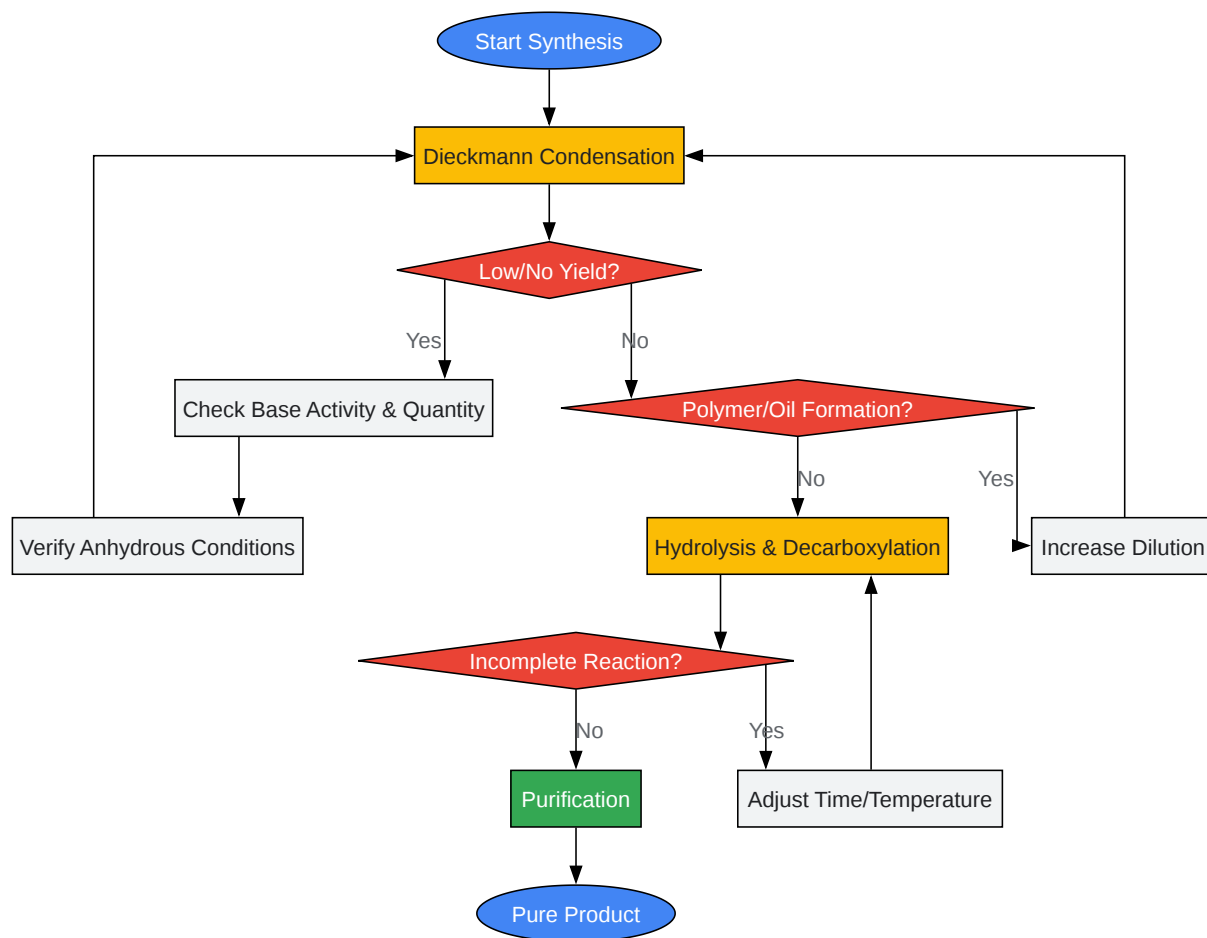 Start Synthesis
Dieckmann Condensation
Low/No Yield?
Yes
No
Check Base Activity & Quantity
Polymer/Oil Formation?
No
Yes
Verify Anhydrous Conditions
Hydrolysis & Decarboxylation
Increase Dilution
Incomplete Reaction?
No
Yes
Purification
Adjust Time/Temperature
Pure Product